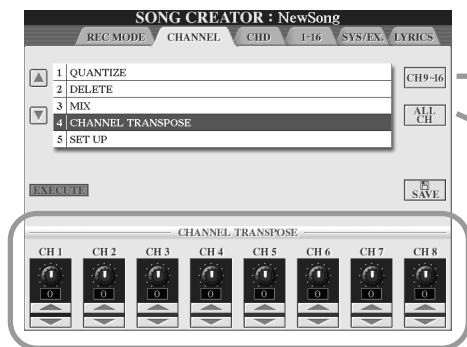 SONG CREATOR : NewSong
REC MODE CHANNEL CHD 1-16 SYS/EX. LYRICS
1 QUANTIZE
2 DELETE
3 MIX
4 CHANNEL TRANSPOSE
5 SET UP
CH9~16
ALL
CH
EXECUTE
SAVE
CHANNEL TRANSPOSE
CH 1 CH 2 CH 3 CH 4 CH 5 CH 6 CH 7 CH 8
0 0 0 0 0 0 0 0